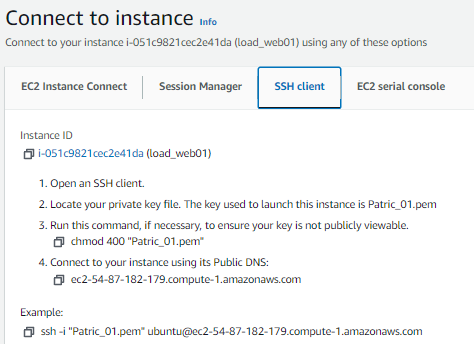 Connect to instance Info
Connect to your instance i-051c9821cec2e41da (load_web01) using any of these options
EC2 Instance Connect
Session Manager
SSH client
EC2 serial console
Instance ID
i-051c9821cec2e41da (load_web01)
1. Open an SSH client.
2. Locate your private key file. The key used to launch this instance is Patric_01.pem
3. Run this command, if necessary, to ensure your key is not publicly viewable.
chmod 400 "Patric_01.pem"
4. Connect to your instance using its Public DNS:
ec2-54-87-182-179.compute-1.amazonaws.com
Example:
ssh -i "Patric_01.pem" ubuntu@ec2-54-87-182-179.compute-1.amazonaws.com